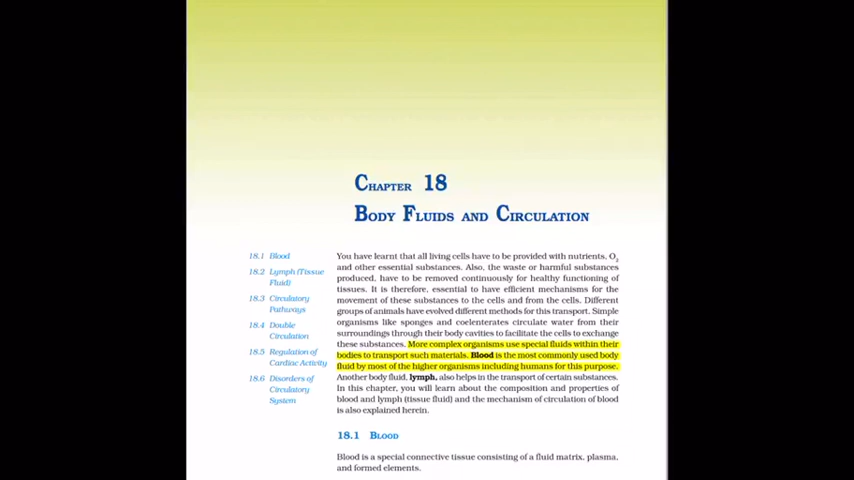 CHAPTER 18
BODY FLUIDS AND CIRCULATION
18.1 Blood
18.2 Lymph (Tissue
Fluid)
18.3 Circulatory
Pathways
18.4 Double
Circulation
18.5 Regulation of
Cardiac Activity
18.6 Disorders of
Circulatory
System
You have learnt that all living cells have to be provided with nutrients, O2
and other essential substances. Also, the waste or harmful substances
produced, have to be removed continuously for healthy functioning of
tissues. It is therefore, essential to have efficient mechanisms for the
movement of these substances to the cells and from the cells. Different
groups of animals have evolved different methods for this transport. Simple
organisms like sponges and coelenterates circulate water from their
surroundings through their body cavities to facilitate the cells to exchange
these substances. More complex organisms use special fluids within their
bodies to transport such materials. Blood is the most commonly used body
fluid by most of the higher organisms including humans for this purpose.
Another body fluid, lymph, also helps in the transport of certain substances.
In this chapter, you will learn about the composition and properties of
blood and lymph (tissue fluid) and the mechanism of circulation of blood
is also explained herein.
18.1 BLOOD
Blood is a special connective tissue consisting of a fluid matrix, plasma,
and formed elements.